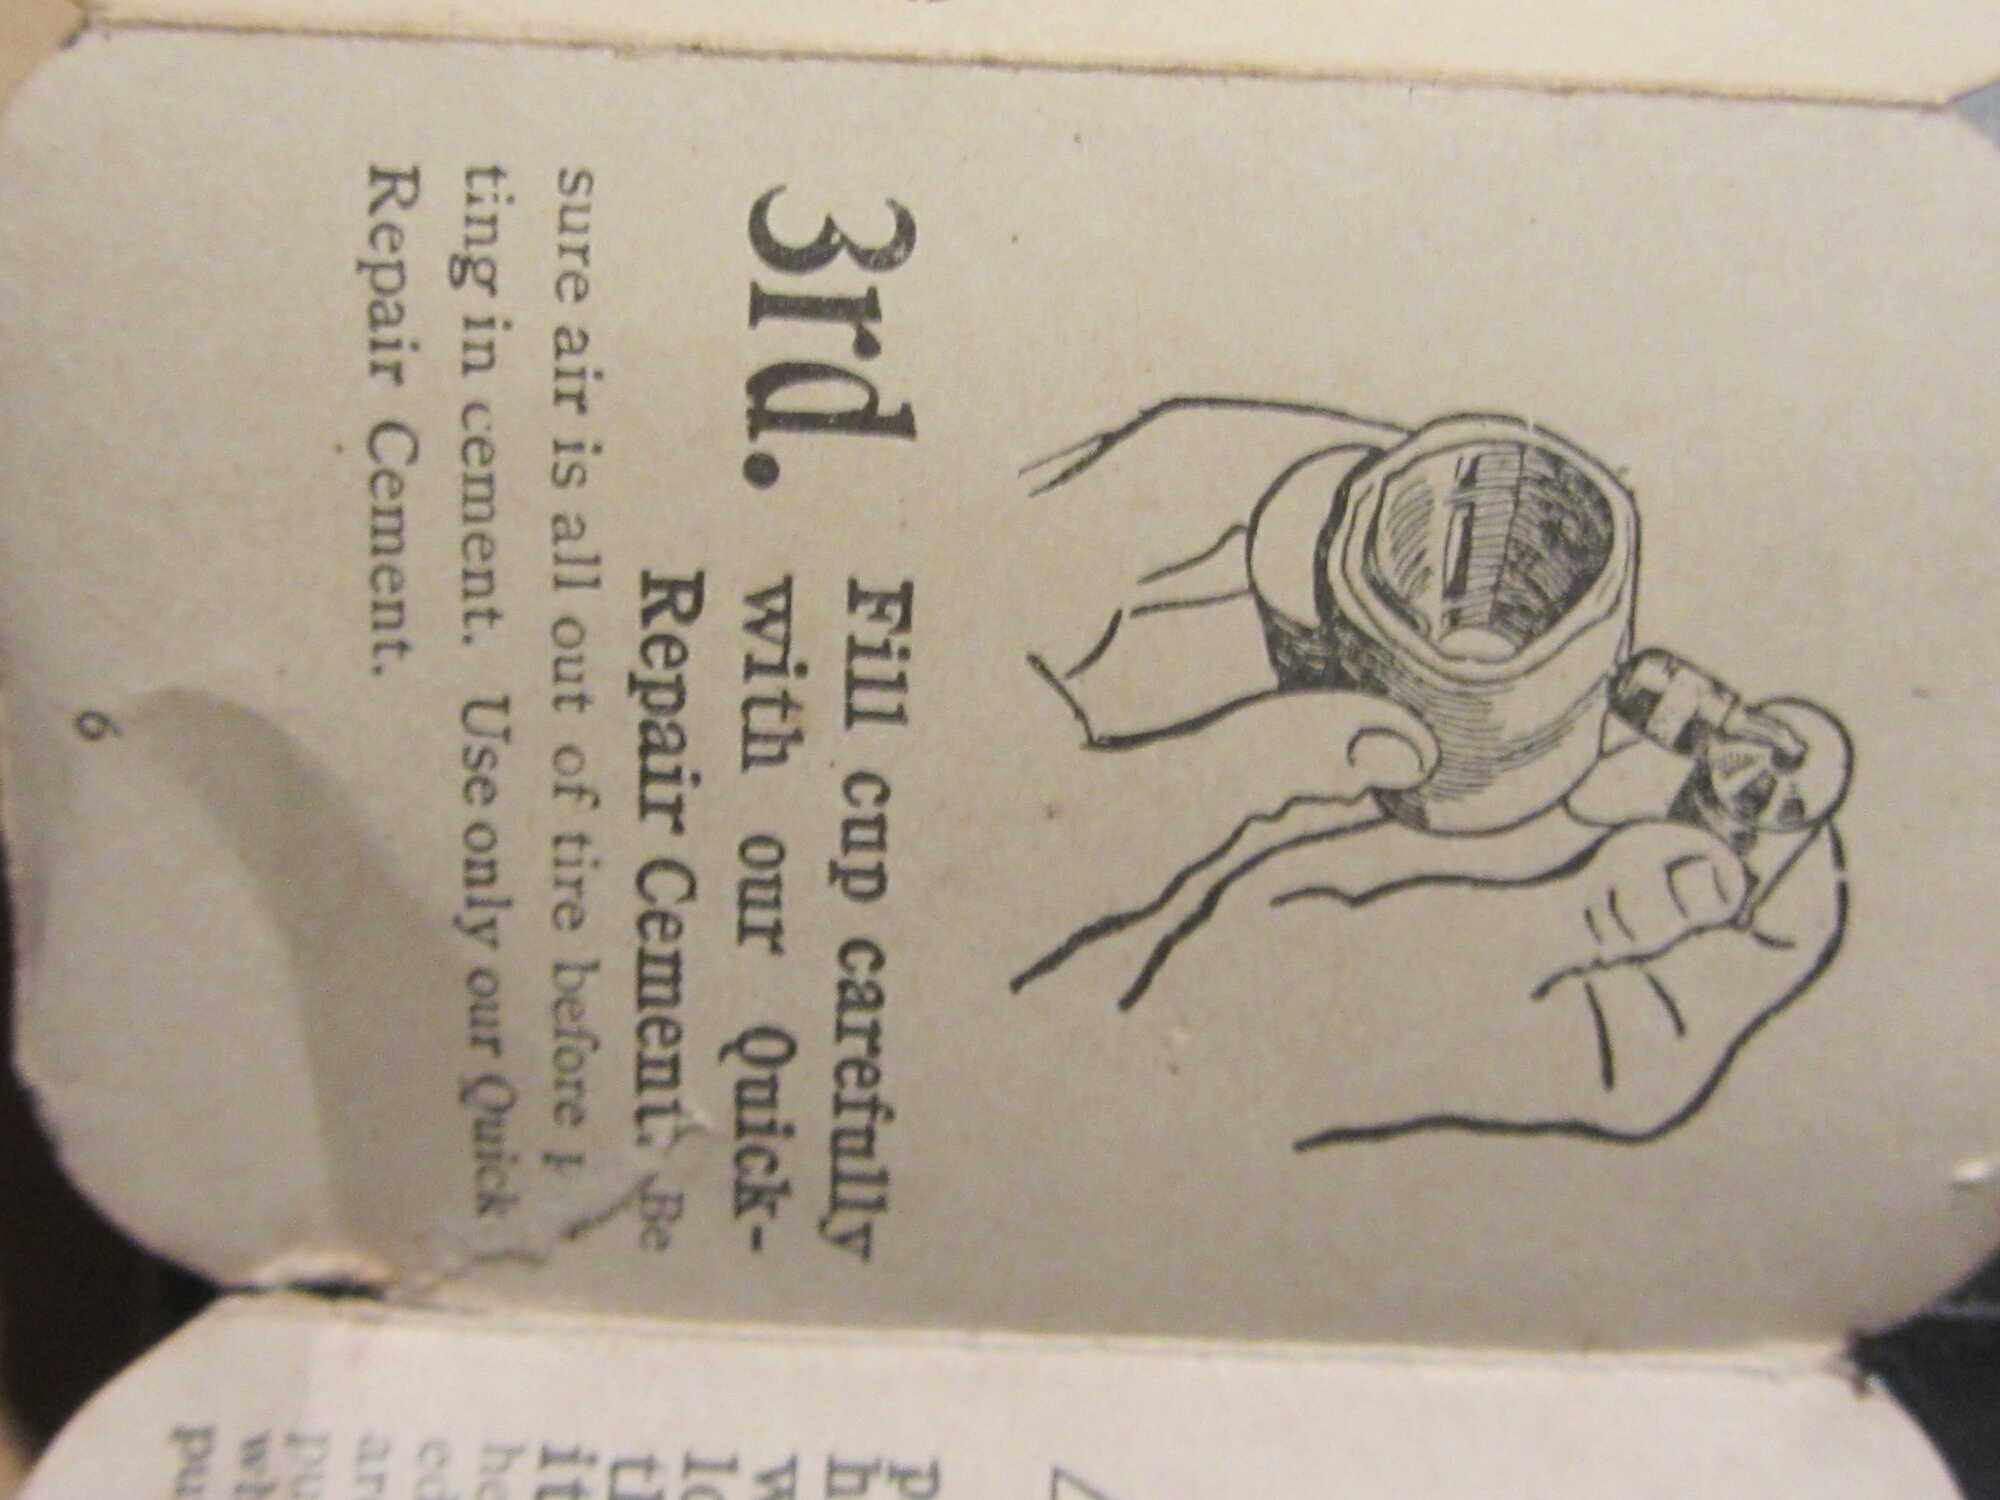 3rd. Fill cup carefully
with our Quick-
Repair Cement. Be
sure air is all out of tire before
ting in cement. Use only our Quick
Repair Cement.
6